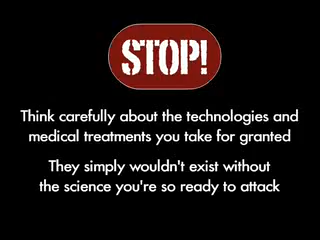 STOP!
Think carefully about the technologies and
medical treatments you take for granted
They simply wouldn't exist without
the science you're so ready to attack